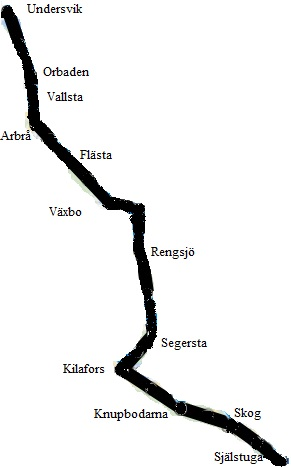 Undersvik
Orbaden
Vallsta
Arbrå
Flästa
Växbo
Rengsjö
Segersta
Kilafors
Knupbodarna
Skog
Själstuga